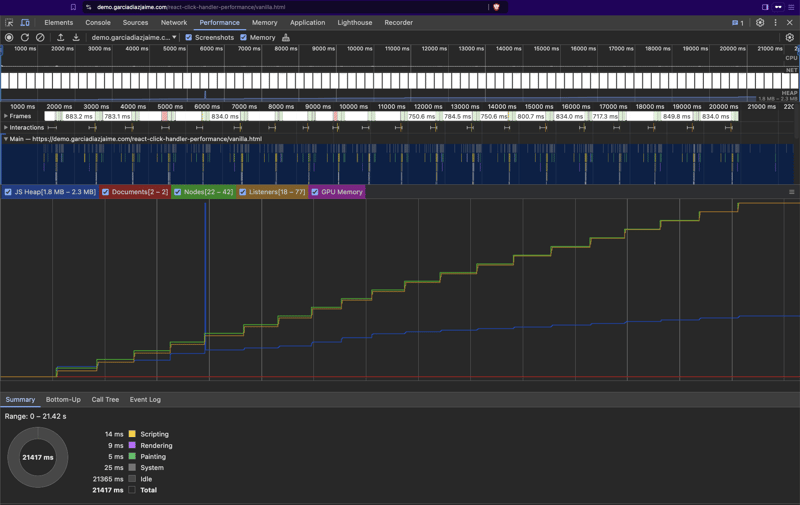 demo.garciadiazjaime.com/react-click-handler-performance/vanilla.html
Elements Console Sources Network Performance Memory Application Lighthouse Recorder 1
demo.garciadiazjaime.c... Screenshots Memory
1000 ms 2000 ms 3000 ms 4000 ms 5000 ms 6000 ms 7000 ms 8000 ms 9000 ms 10000 ms 11000 ms 12000 ms 13000 ms 14000 ms 15000 ms 16000 ms 17000 ms 18000 ms 19000 ms 20000 ms 21000 ms
CPU
NET
HEAP
1.8 MB – 2.3 MB
1000 ms 2000 ms 3000 ms 4000 ms 5000 ms 6000 ms 7000 ms 8000 ms 9000 ms 10000 ms 11000 ms 12000 ms 13000 ms 14000 ms 15000 ms 16000 ms 17000 ms 18000 ms 19000 ms 20000 ms 21000 ms
Frames 883.2 ms 783.1 ms 834.0 ms 750.6 ms 784.5 ms 750.6 ms 800.7 ms 834.0 ms 717.3 ms 849.8 ms 834.0 ms
Interactions
Main — https://demo.garciadiazjaime.com/react-click-handler-performance/vanilla.html
JS Heap[1.8 MB – 2.3 MB] Documents[2 – 2] Nodes[22 – 42] Listeners[18 – 77] GPU Memory
Summary Bottom-Up Call Tree Event Log
Range: 0 – 21.42 s
21417 ms
14 ms Scripting
9 ms Rendering
5 ms Painting
25 ms System
21365 ms Idle
21417 ms Total